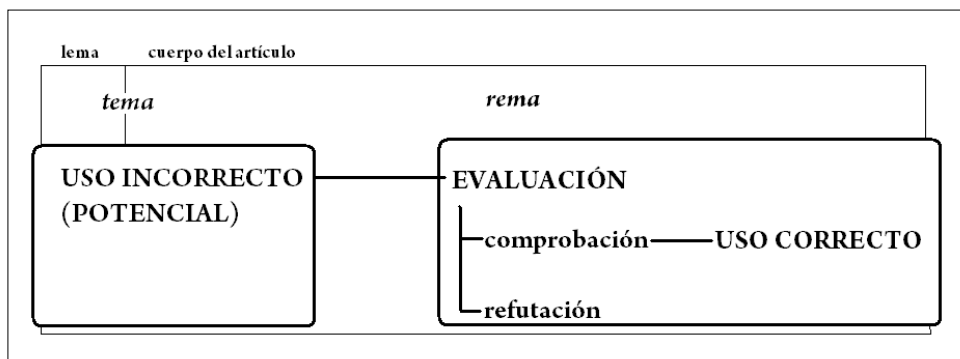 lema cuerpo del artículo
tema rema
USO INCORRECTO
(POTENCIAL)
EVALUACIÓN
comprobación USO CORRECTO
refutación